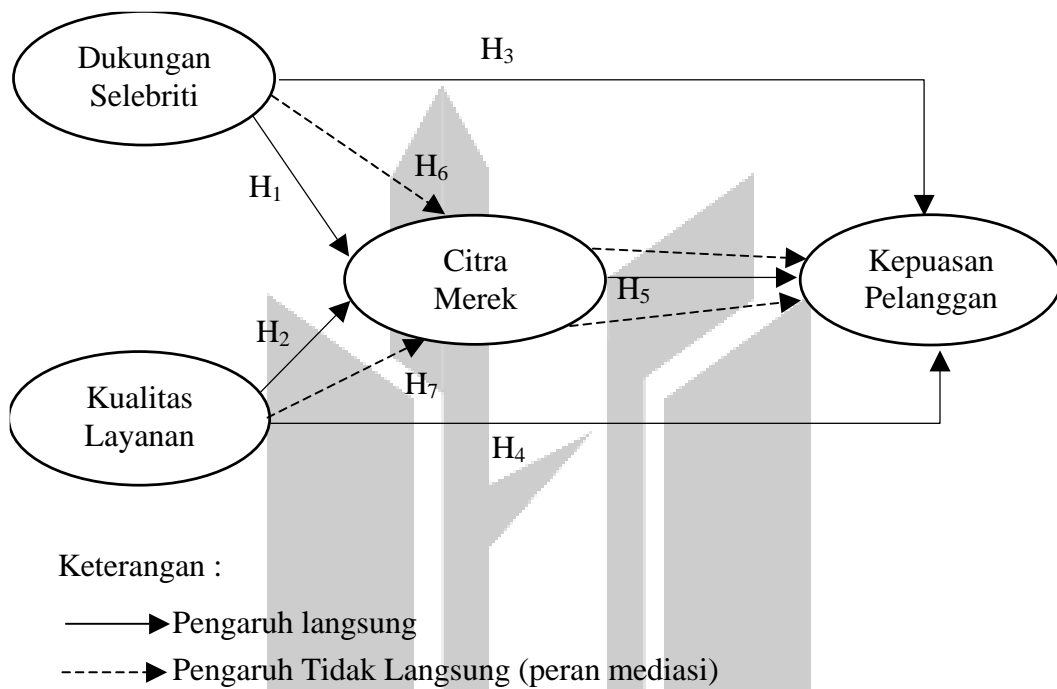 Dukungan
Selebriti
H₃
H₁
H₆
Citra
Merek
H₅
Kepuasan
Pelanggan
H₂
H₇
Kualitas
Layanan
H₄
Keterangan :
Pengaruh langsung
Pengaruh Tidak Langsung (peran mediasi)